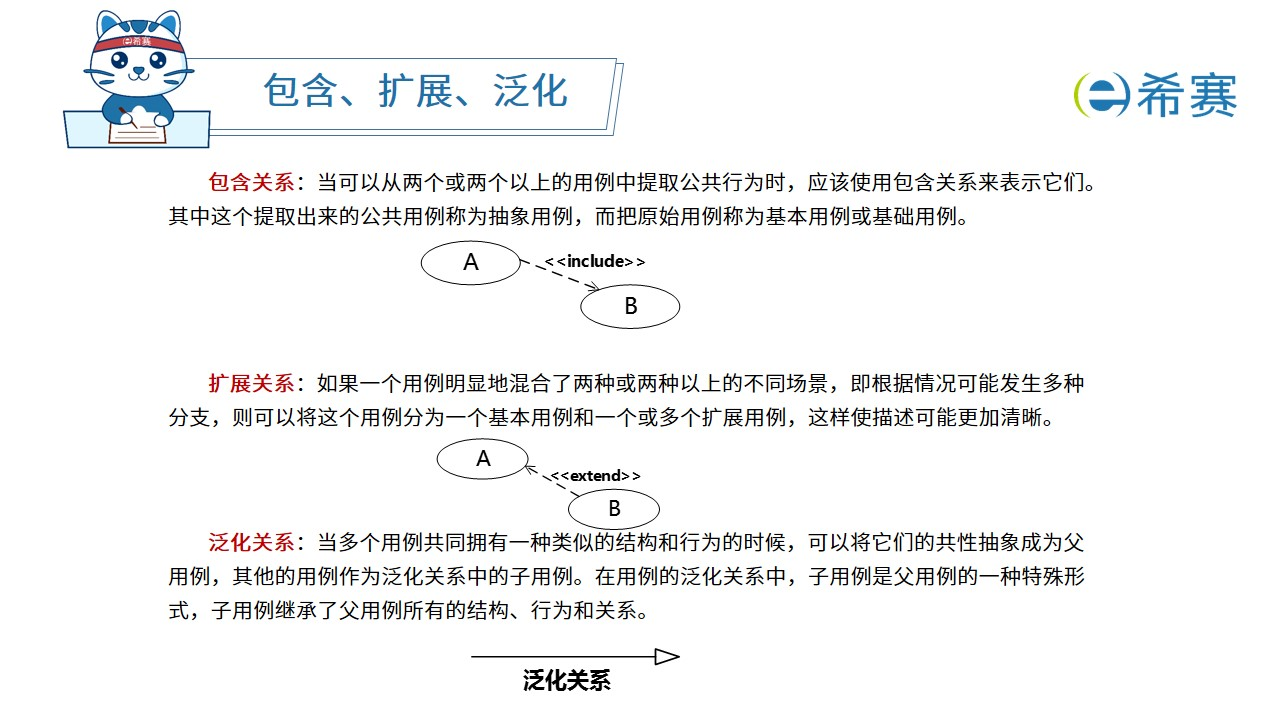 希赛
包含、扩展、泛化
希赛
包含关系：当可以从两个或两个以上的用例中提取公共行为时，应该使用包含关系来表示它们。
其中这个提取出来的公共用例称为抽象用例，而把原始用例称为基本用例或基础用例。
A
<<include>>
B
扩展关系：如果一个用例明显地混合了两种或两种以上的不同场景，即根据情况可能发生多种
分支，则可以将这个用例分为一个基本用例和一个或多个扩展用例，这样使描述可能更加清晰。
A
<<extend>>
B
泛化关系：当多个用例共同拥有一种类似的结构和行为的时候，可以将它们的共性抽象成为父
用例，其他的用例作为泛化关系中的子用例。在用例的泛化关系中，子用例是父用例的一种特殊形
式，子用例继承了父用例所有的结构、行为和关系。
泛化关系